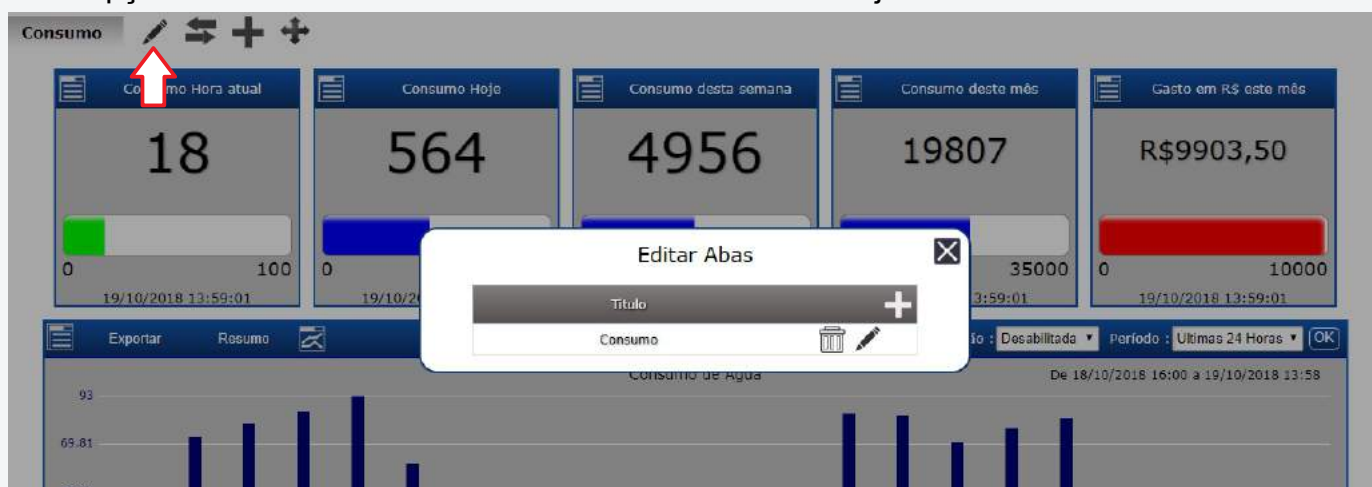 Consumo
Consumo Hora atual
Consumo Hoje
Consumo desta semana
Consumo deste mês
Gasto em R$ este mês
18
564
4956
19807
R$9903,50
0
100
0
35000
0
10000
19/10/2018 13:59:01
19/10/2
3:59:01
19/10/2018 13:59:01
Editar Abas
Titulo
Consumo
Exportar
Resumo
Desabilitada
Período : Ultimas 24 Horas
OK
Consumo de Água
De 18/10/2018 16:00 a 19/10/2018 13:58
93
69.81